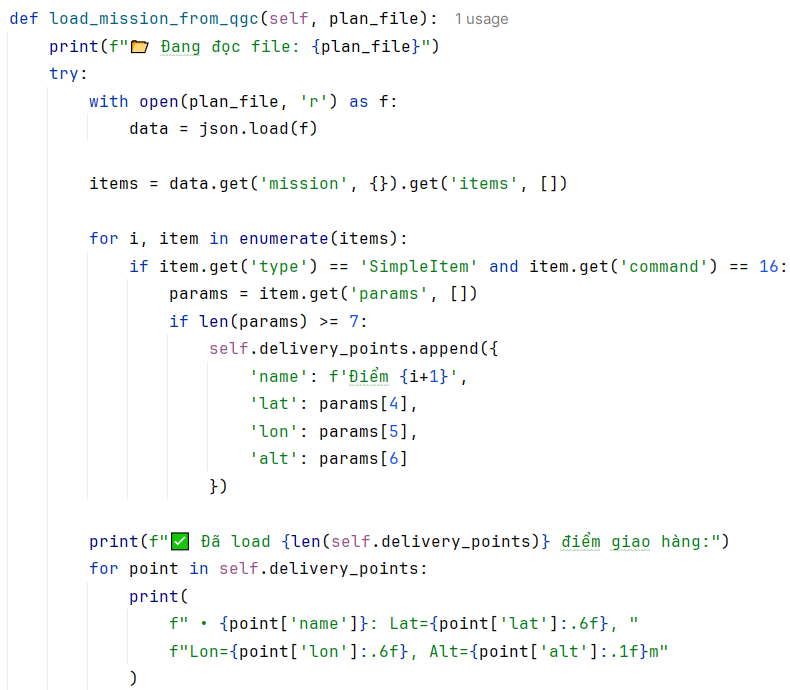 def load_mission_from_qgc(self, plan_file): 1 usage
    print(f"📂 Đang đọc file: {plan_file}")
    try:
        with open(plan_file, 'r') as f:
            data = json.load(f)

        items = data.get('mission', {}).get('items', [])

        for i, item in enumerate(items):
            if item.get('type') == 'SimpleItem' and item.get('command') == 16:
                params = item.get('params', [])
                if len(params) >= 7:
                    self.delivery_points.append({
                        'name': f'Điểm {i+1}',
                        'lat': params[4],
                        'lon': params[5],
                        'alt': params[6]
                    })

        print(f"✅ Đã load {len(self.delivery_points)} điểm giao hàng:")
        for point in self.delivery_points:
            print(
                f" • {point['name']}: Lat={point['lat']:.6f}, "
                f"Lon={point['lon']:.6f}, Alt={point['alt']:.1f}m"
            )